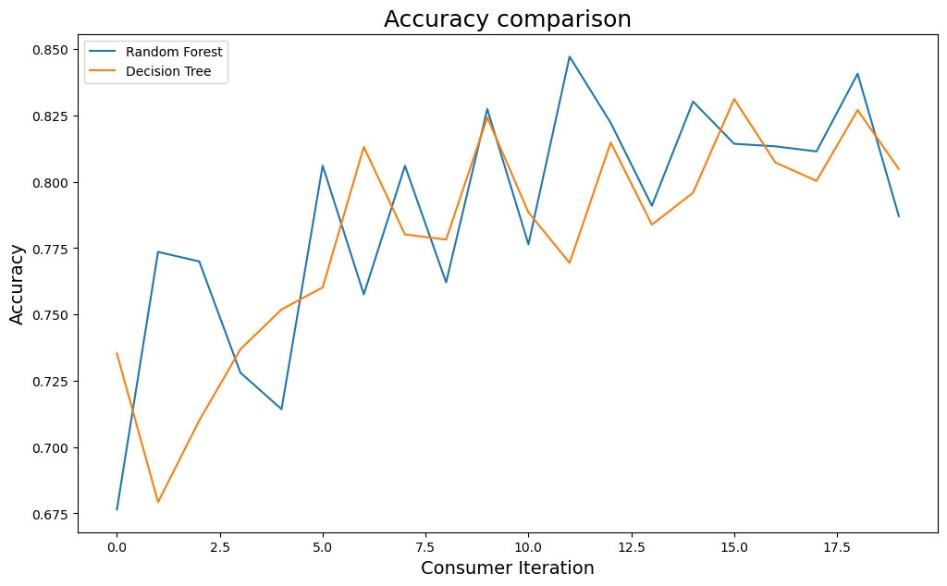 Accuracy comparison
Random Forest
Decision Tree
0.850
0.825
0.800
0.775
0.750
0.725
0.700
0.675
Accuracy
0.0 2.5 5.0 7.5 10.0 12.5 15.0 17.5
Consumer Iteration